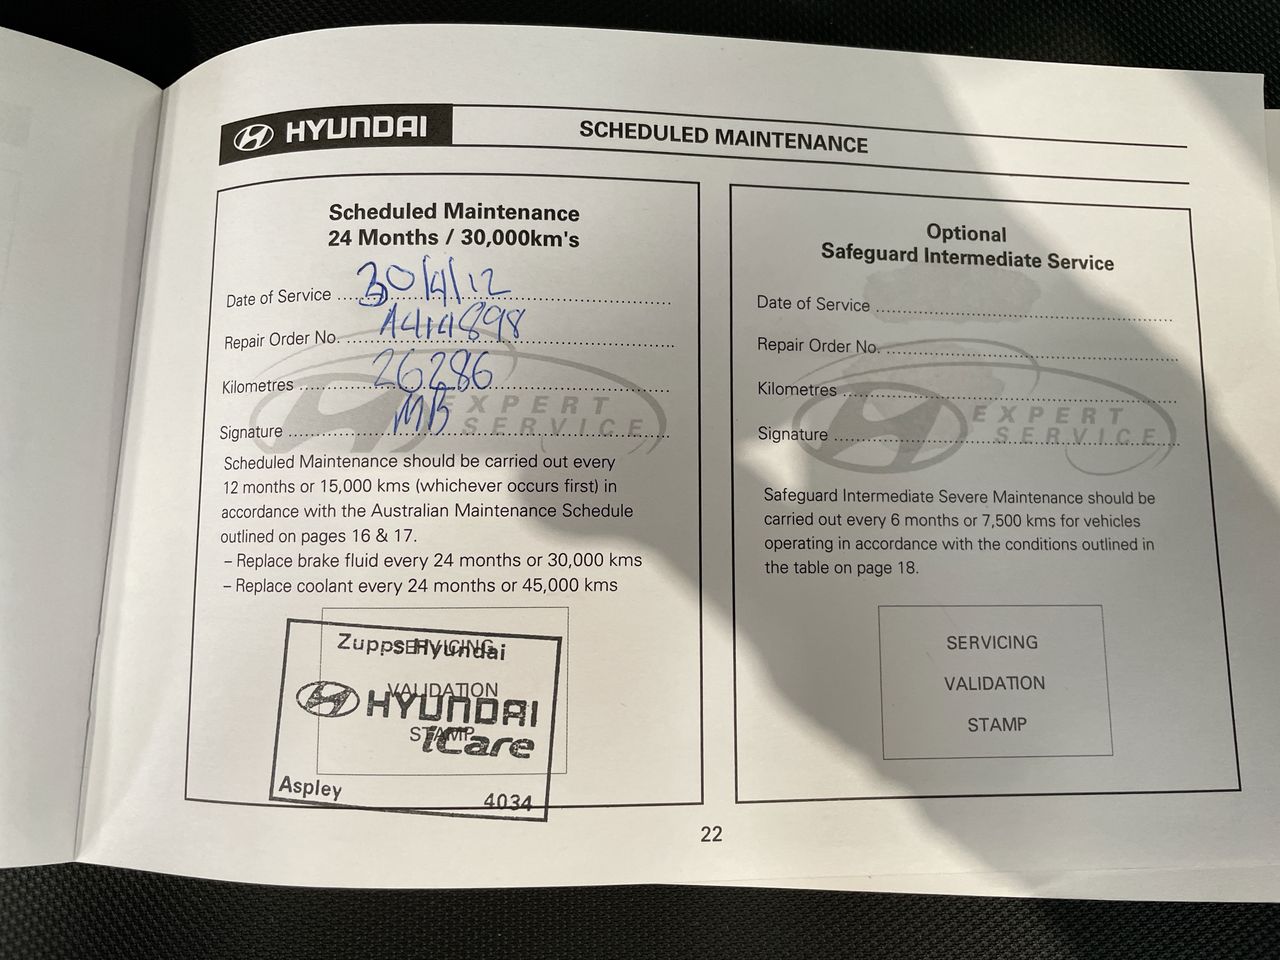 HYUNDAI
SCHEDULED MAINTENANCE
Scheduled Maintenance
24 Months / 30,000km's
Date of Service 30/4/12
Repair Order No. A414898
Kilometres 26286
Signature MB
EXPERT
SERVICE
Scheduled Maintenance should be carried out every
12 months or 15,000 kms (whichever occurs first) in
accordance with the Australian Maintenance Schedule
outlined on pages 16 & 17.
– Replace brake fluid every 24 months or 30,000 kms
– Replace coolant every 24 months or 45,000 kms
SERVICING
VALIDATION
STAMP
Zupps Hyundai
HYUNDAI
iCare
Aspley 4034
Optional
Safeguard Intermediate Service
Date of Service
Repair Order No.
Kilometres
Signature
EXPERT
SERVICE
Safeguard Intermediate Severe Maintenance should be
carried out every 6 months or 7,500 kms for vehicles
operating in accordance with the conditions outlined in
the table on page 18.
SERVICING
VALIDATION
STAMP
22